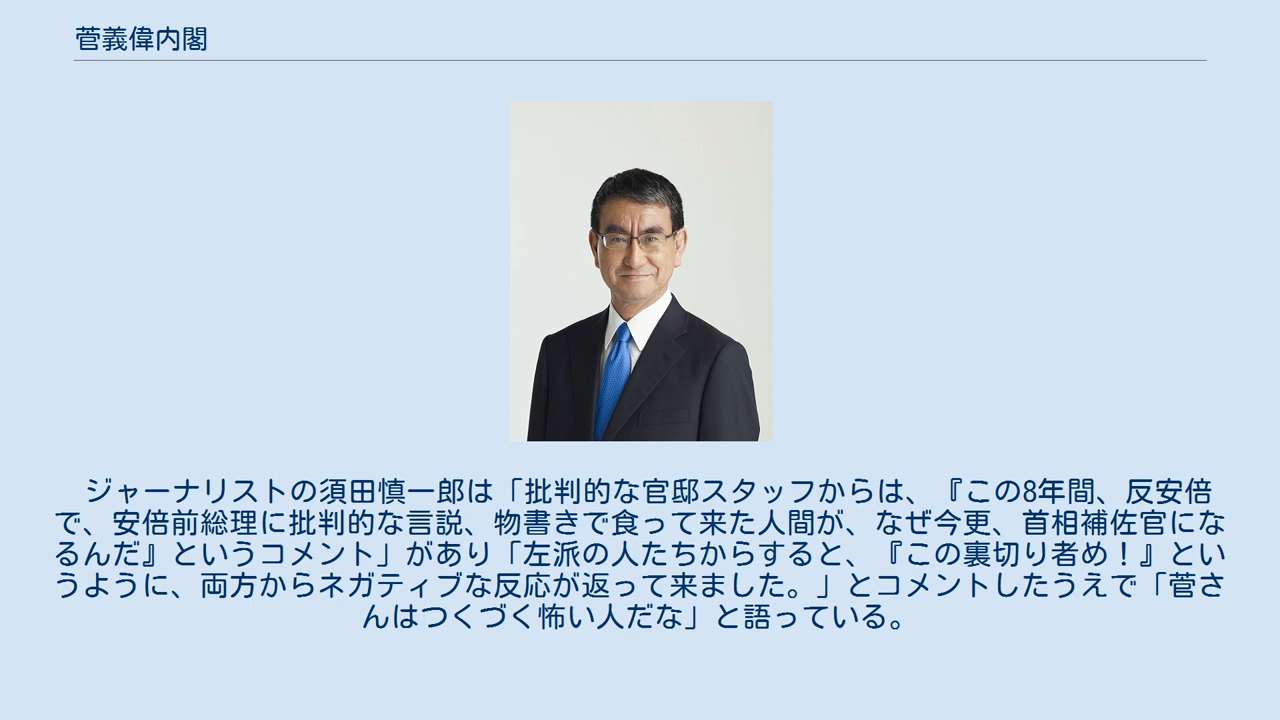 菅義偉内閣
ジャーナリストの須田慎一郎は「批判的な官邸スタッフからは、『この8年間、反安倍
で、安倍前総理に批判的な言説、物書きで食って来た人間が、なぜ今更、首相補佐官にな
るんだ』というコメント」があり「左派の人たちからすると、『この裏切り者め！』とい
うように、両方からネガティブな反応が返って来ました。」とコメントしたうえで「菅さ
んはつくづく怖い人だな」と語っている。